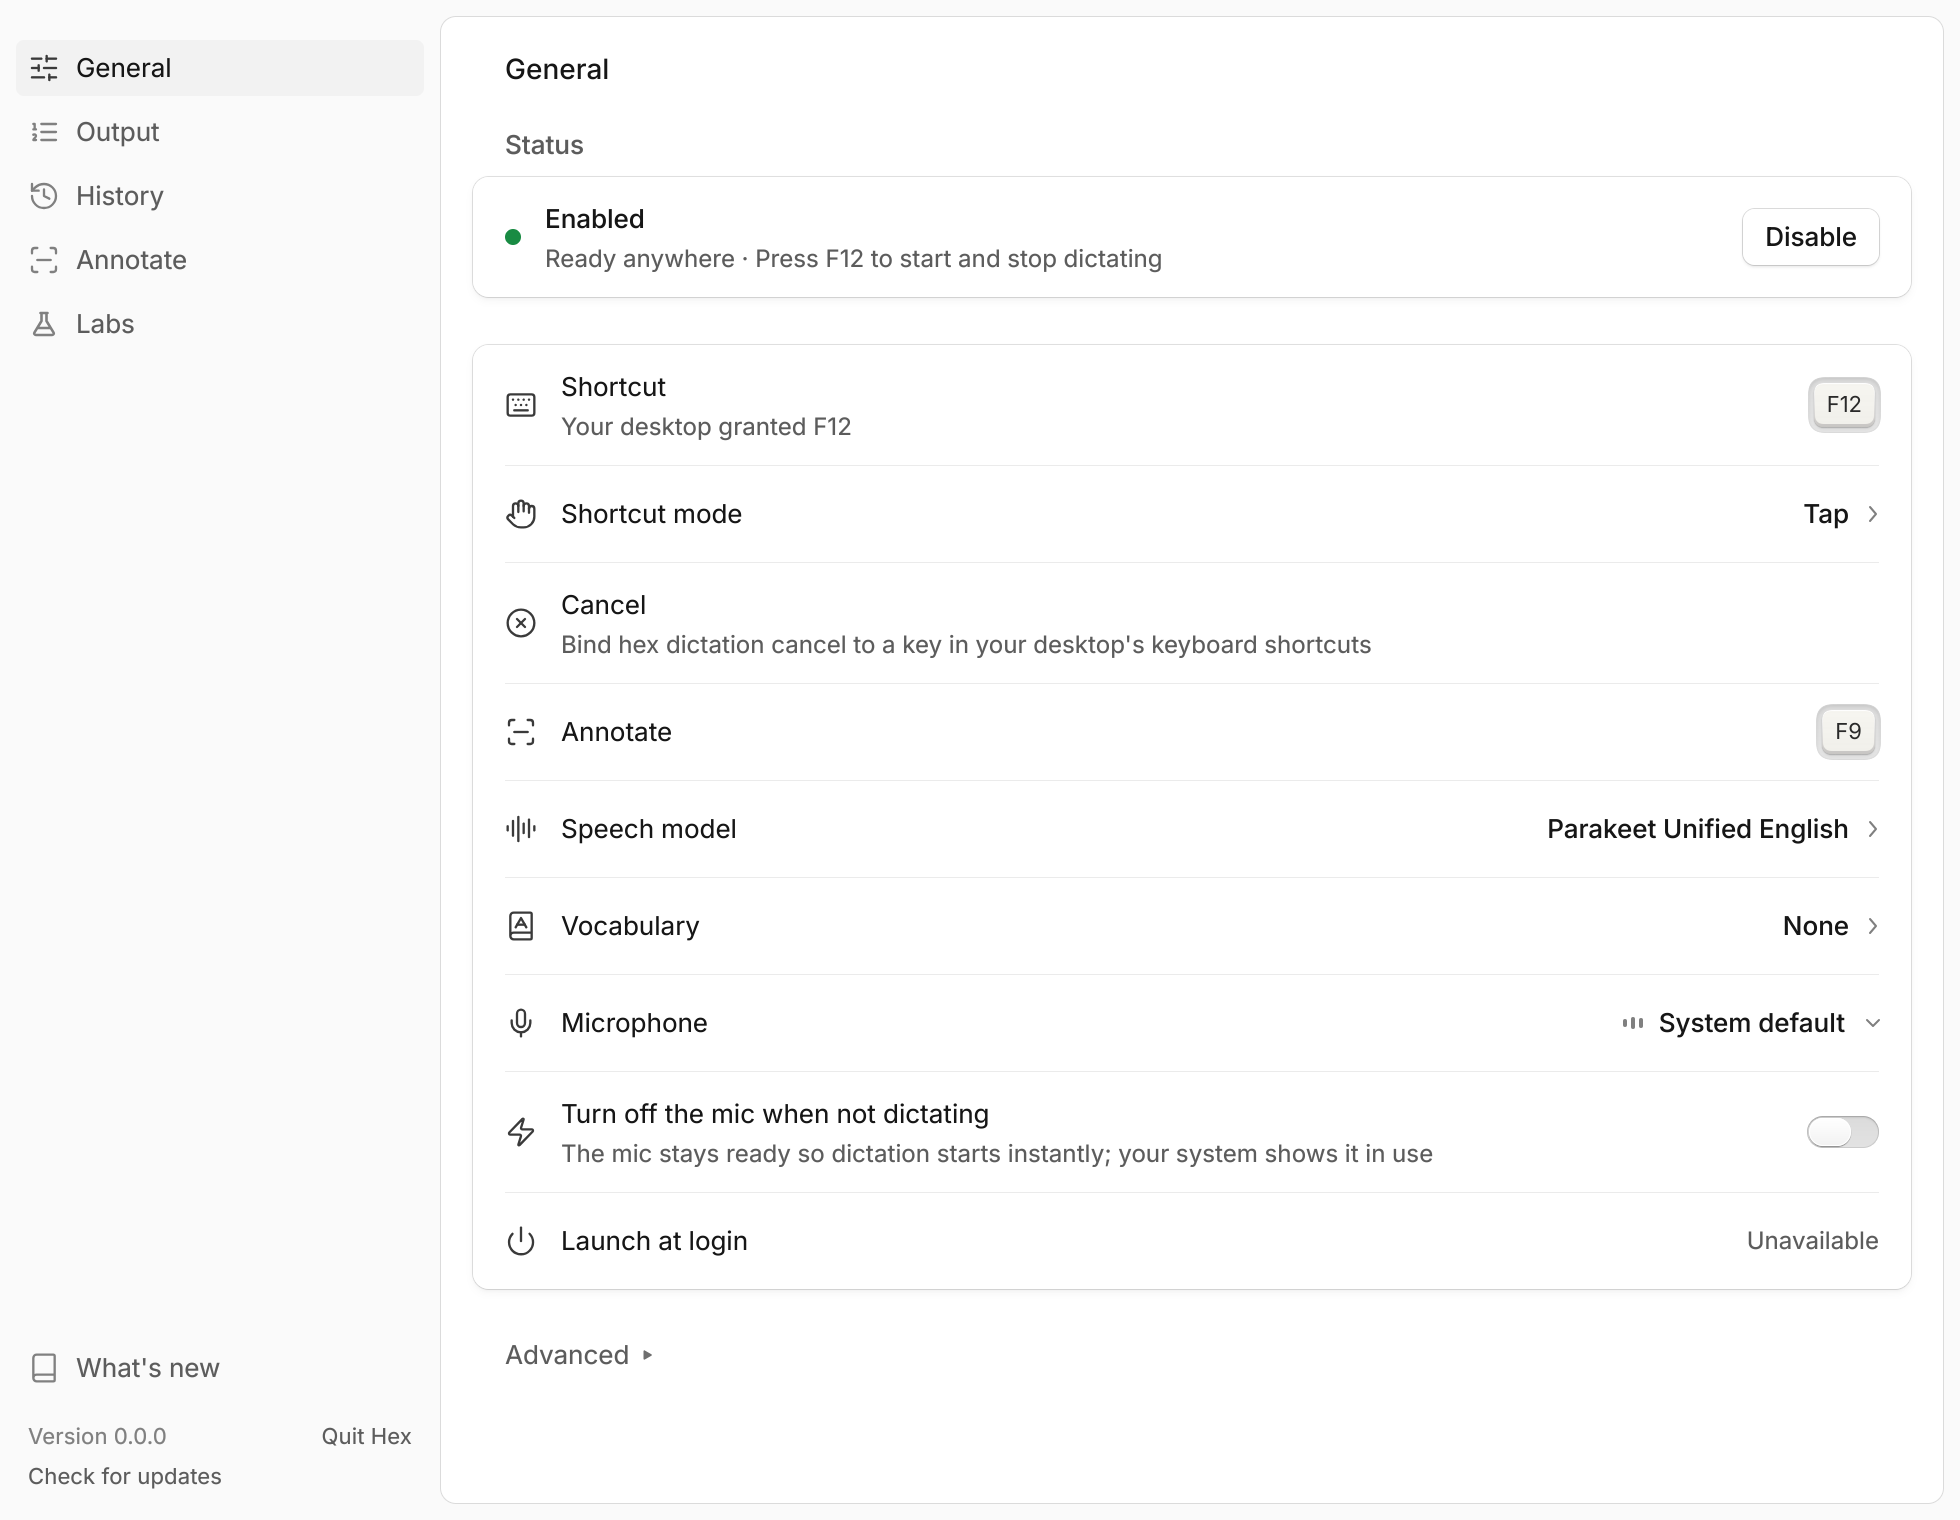 General
Output
History
Annotate
Labs
What's new
Version 0.0.0
Quit Hex
Check for updates
General
Status
Enabled
Ready anywhere · Press F12 to start and stop dictating
Disable
Shortcut
Your desktop granted F12
F12
Shortcut mode
Tap
Cancel
Bind hex dictation cancel to a key in your desktop's keyboard shortcuts
Annotate
F9
Speech model
Parakeet Unified English
Vocabulary
None
Microphone
System default
Turn off the mic when not dictating
The mic stays ready so dictation starts instantly; your system shows it in use
Launch at login
Unavailable
Advanced